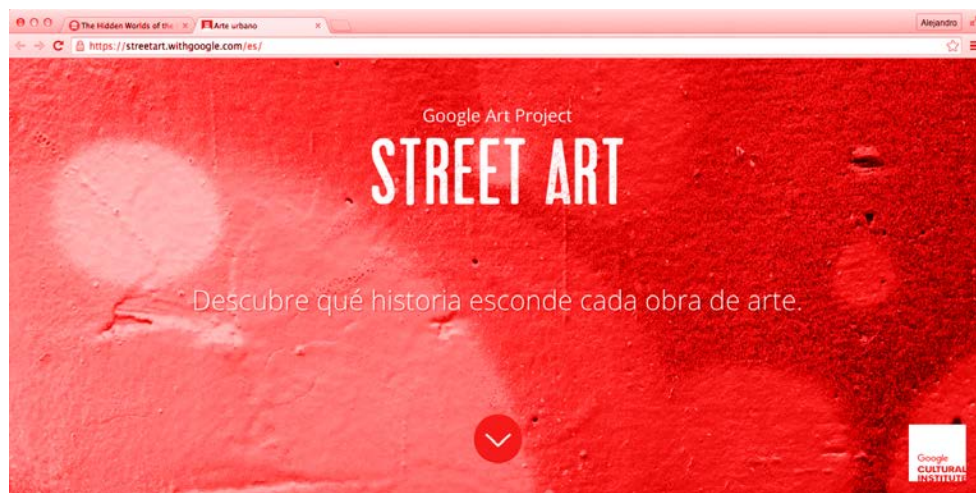 The Hidden Worlds of the
Arte urbano
Alejandro
https://streetart.withgoogle.com/es/
Google Art Project
STREET ART
Descubre qué historia esconde cada obra de arte.
Google
CULTURAL
INSTITUTE